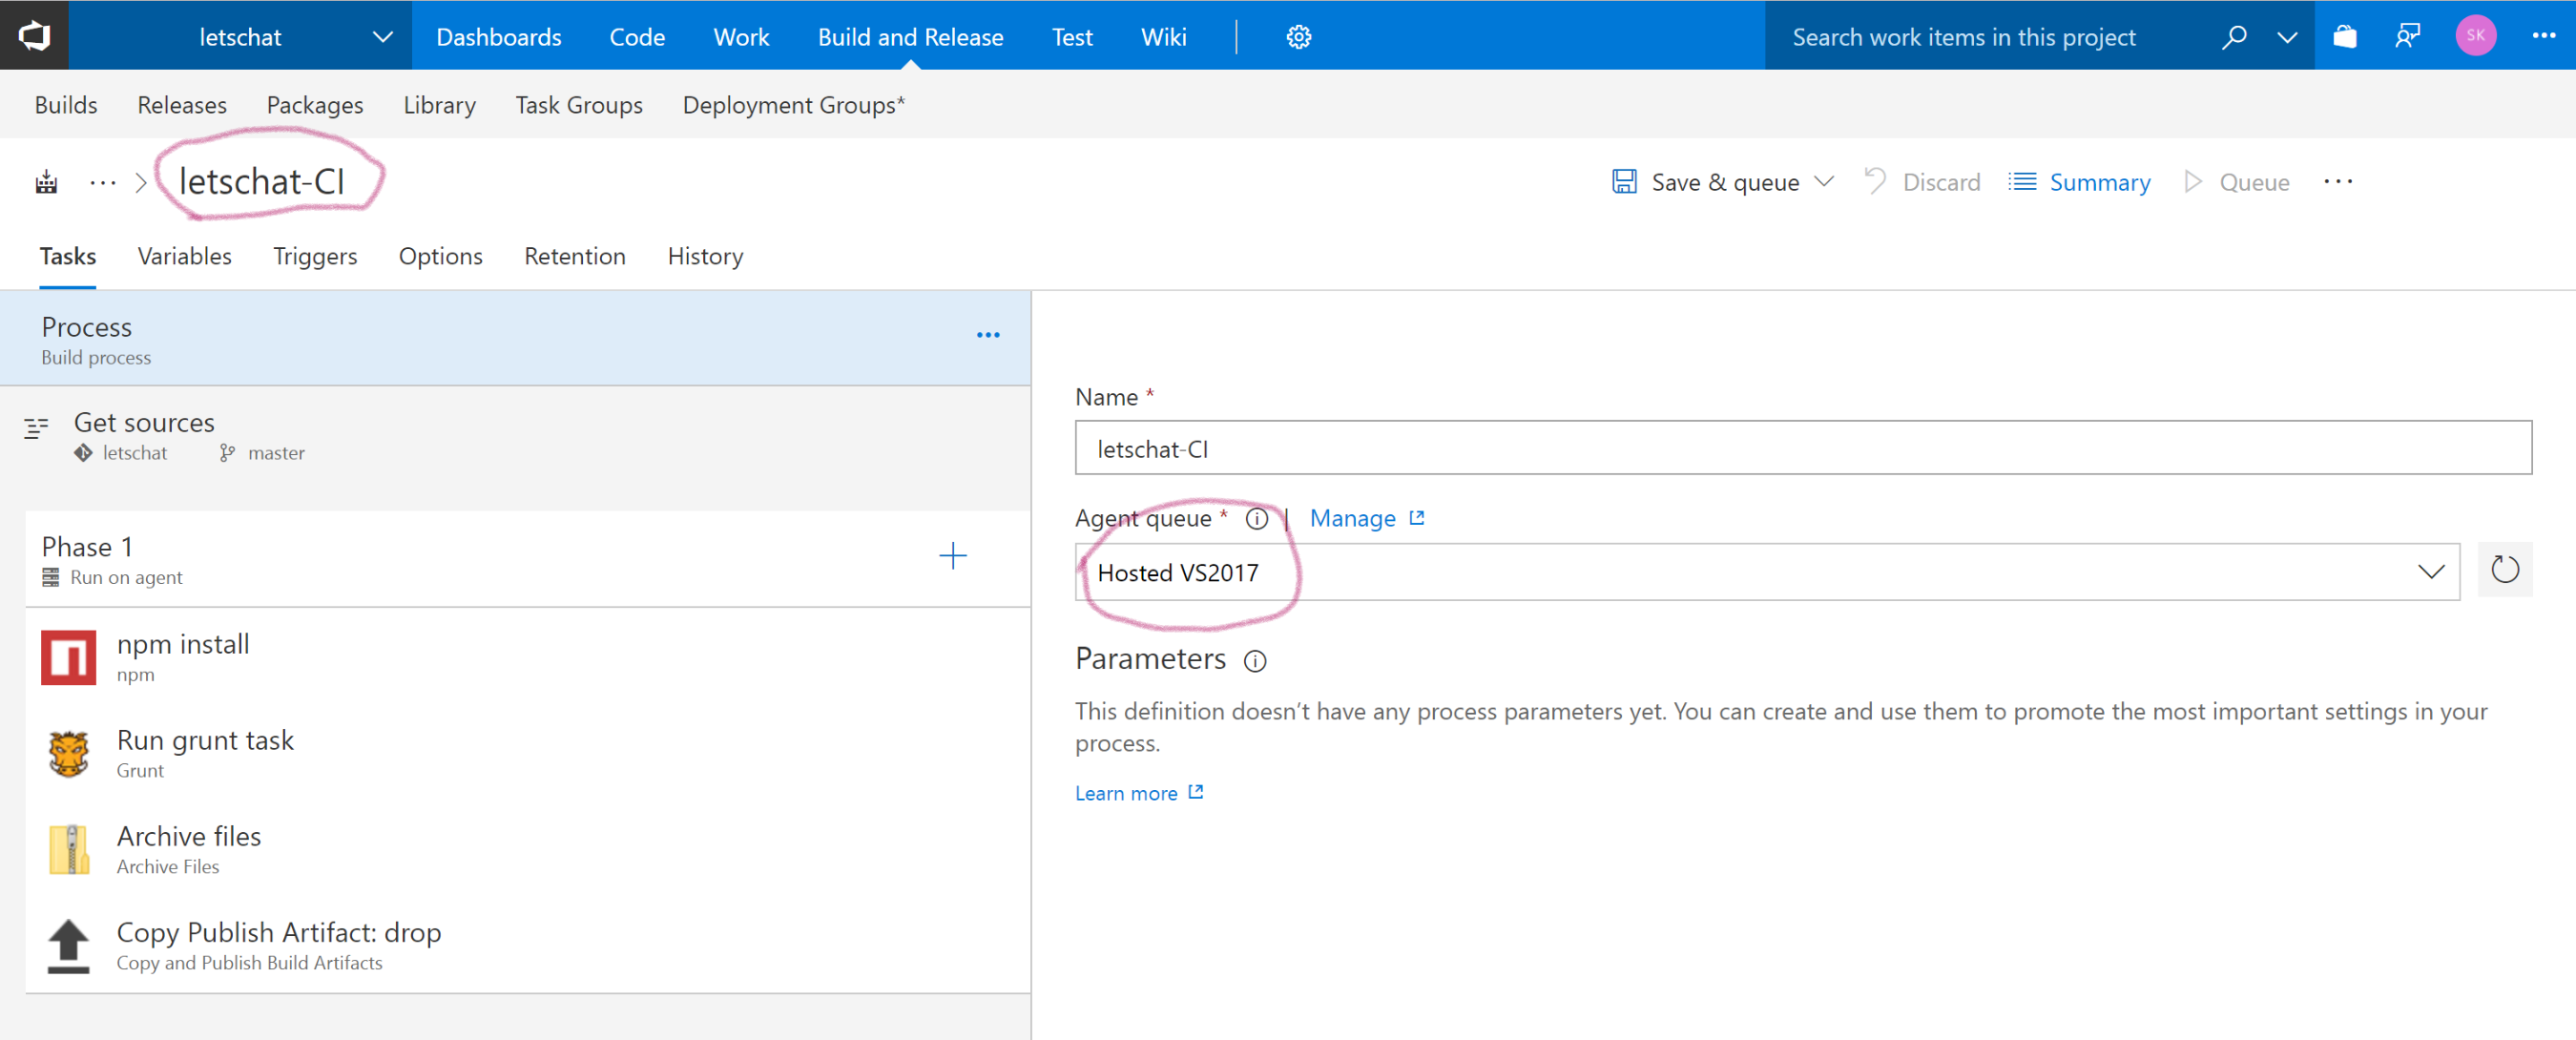 letschat Dashboards Code Work Build and Release Test Wiki Search work items in this project SK
Builds Releases Packages Library Task Groups Deployment Groups*
... > letschat-CI Save & queue Discard Summary Queue ...
Tasks Variables Triggers Options Retention History
Process
Build process
Get sources
letschat master
Phase 1
Run on agent
npm install
npm
Run grunt task
Grunt
Archive files
Archive Files
Copy Publish Artifact: drop
Copy and Publish Build Artifacts
Name *
letschat-CI
Agent queue * | Manage
Hosted VS2017
Parameters
This definition doesn't have any process parameters yet. You can create and use them to promote the most important settings in your
process.
Learn more